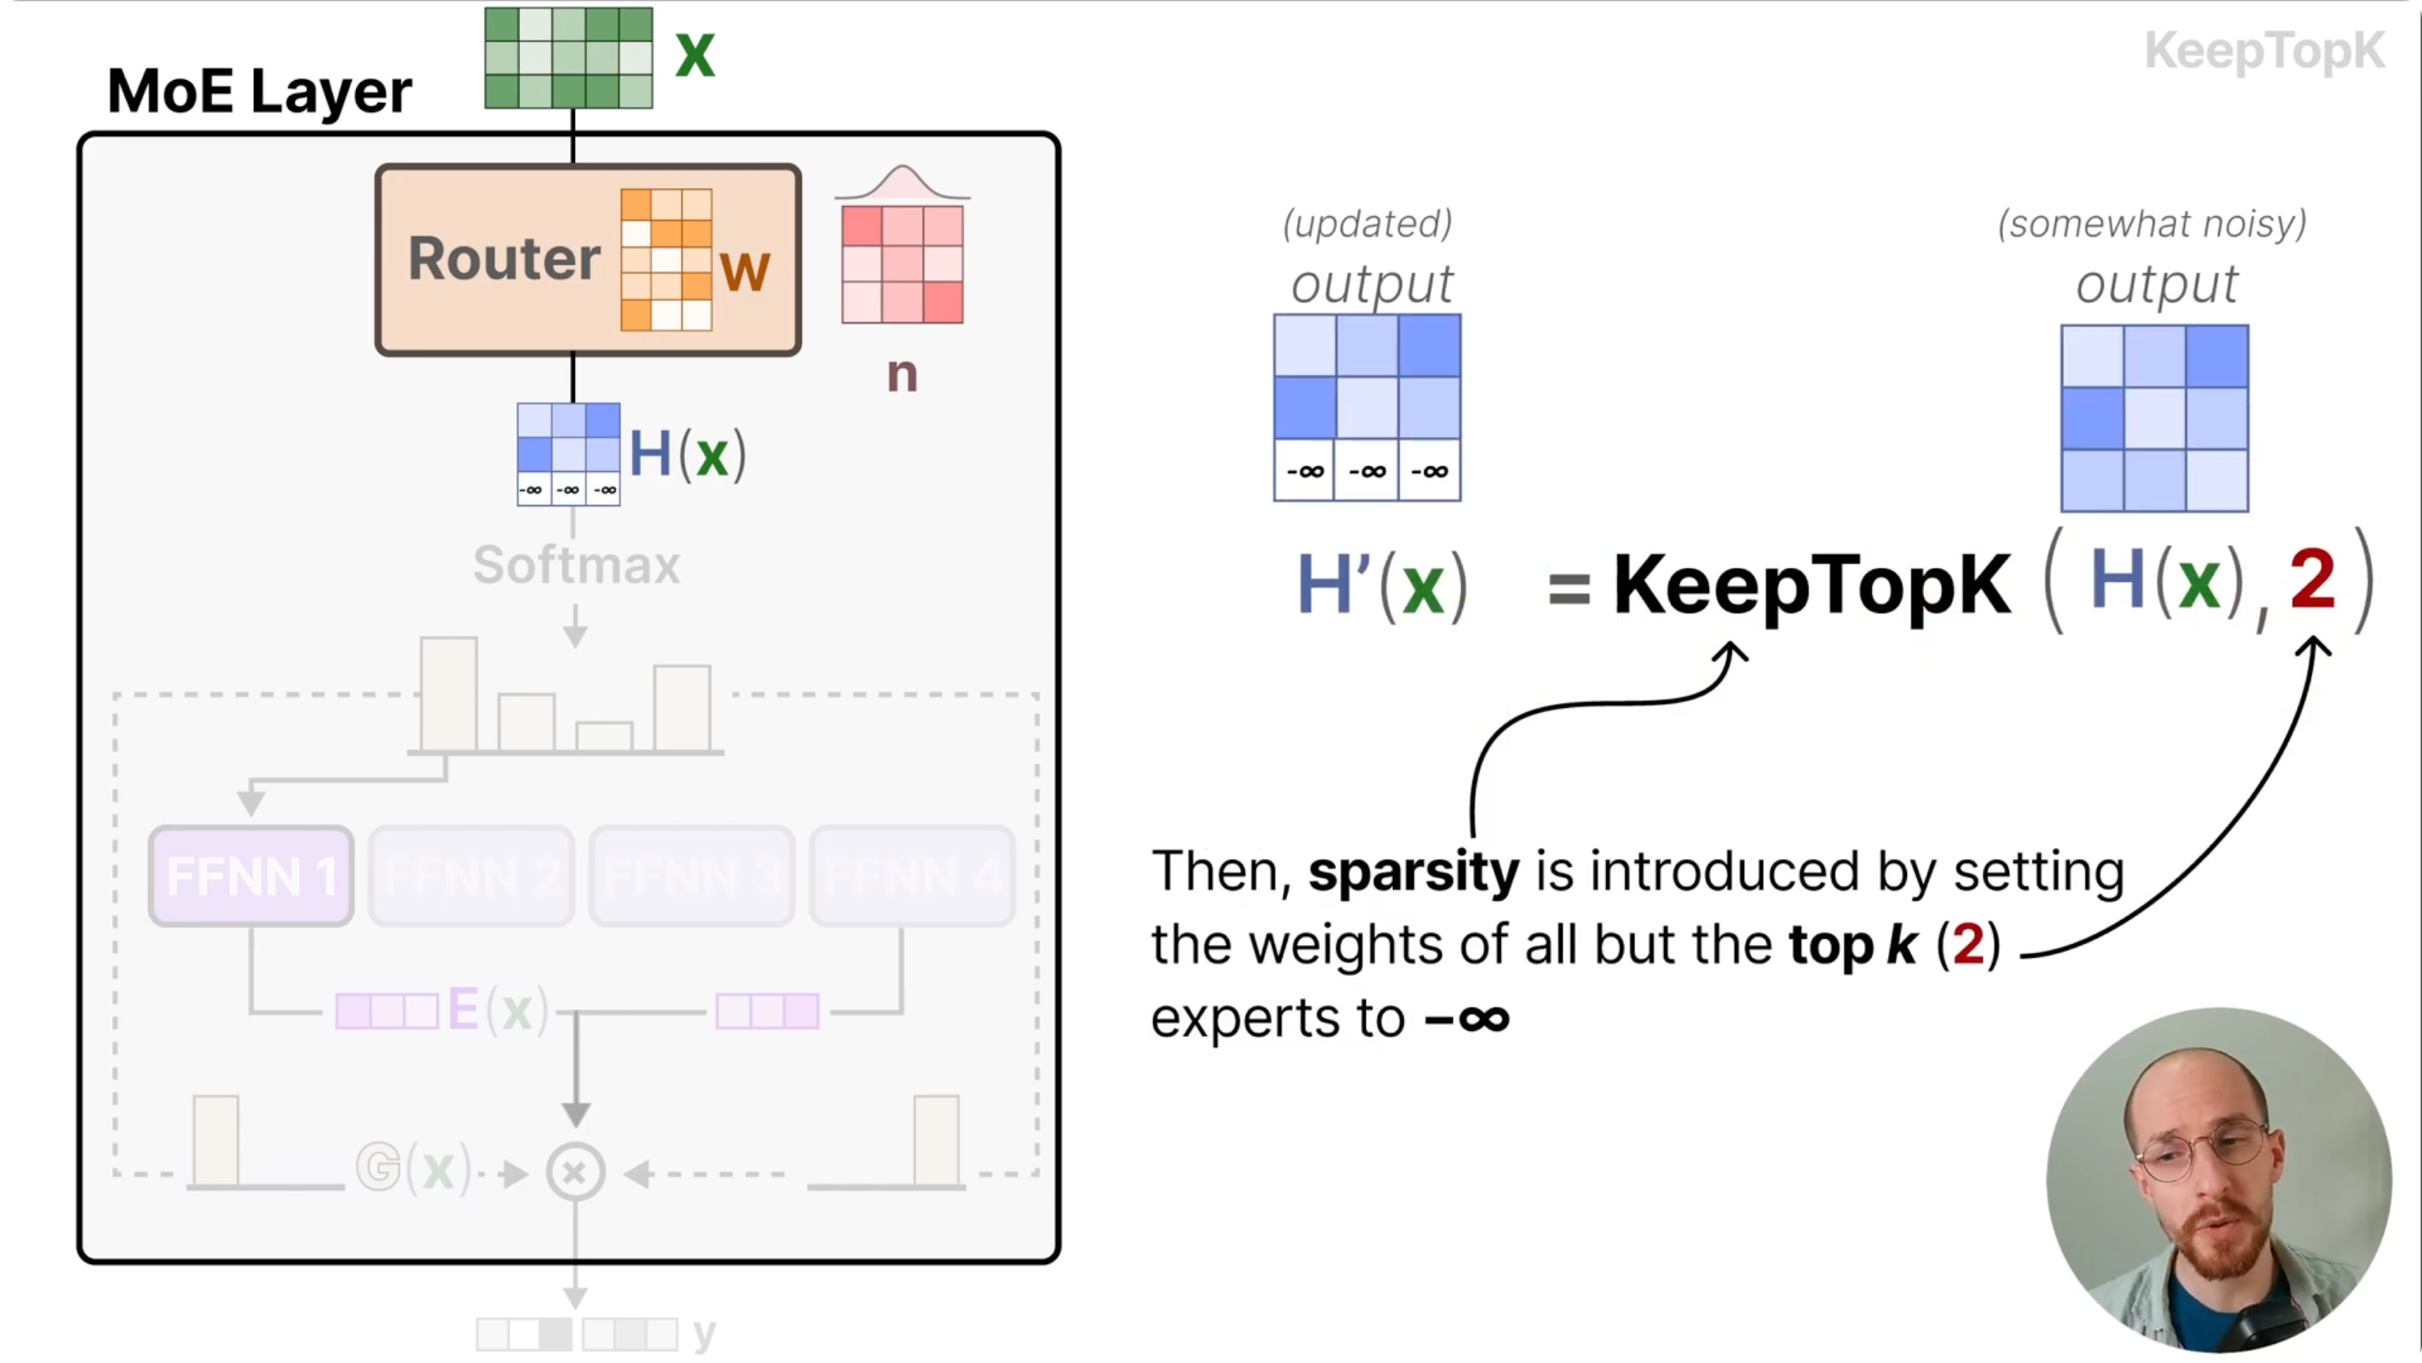 KeepTopK
x
MoE Layer
Router
W
n
H(x)
-∞ -∞ -∞
Softmax
FFNN 1
FFNN 2
FFNN 3
FFNN 4
E(x)
G(x)
y
(updated)
output
-∞ -∞ -∞
(somewhat noisy)
output
H’(x) = KeepTopK ( H(x), 2 )
Then, sparsity is introduced by setting
the weights of all but the top k (2)
experts to -∞